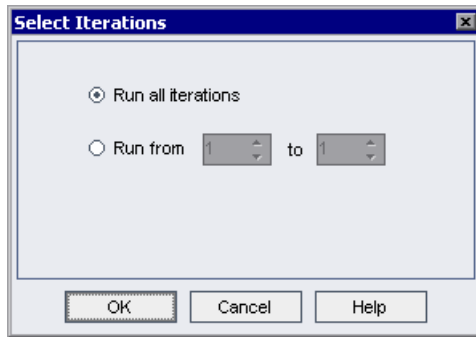 Select Iterations
Run all iterations
Run from 1 to 1
OK Cancel Help